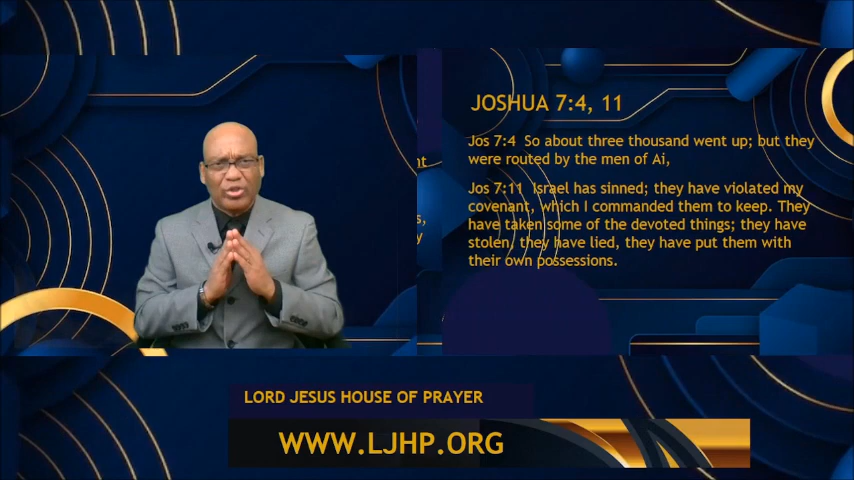 JOSHUA 7:4, 11
Jos 7:4 So about three thousand went up; but they
were routed by the men of Ai,
Jos 7:11 Israel has sinned; they have violated my
covenant, which I commanded them to keep. They
have taken some of the devoted things; they have
stolen, they have lied, they have put them with
their own possessions.
nt
s,
y
LORD JESUS HOUSE OF PRAYER
WWW.LJHP.ORG